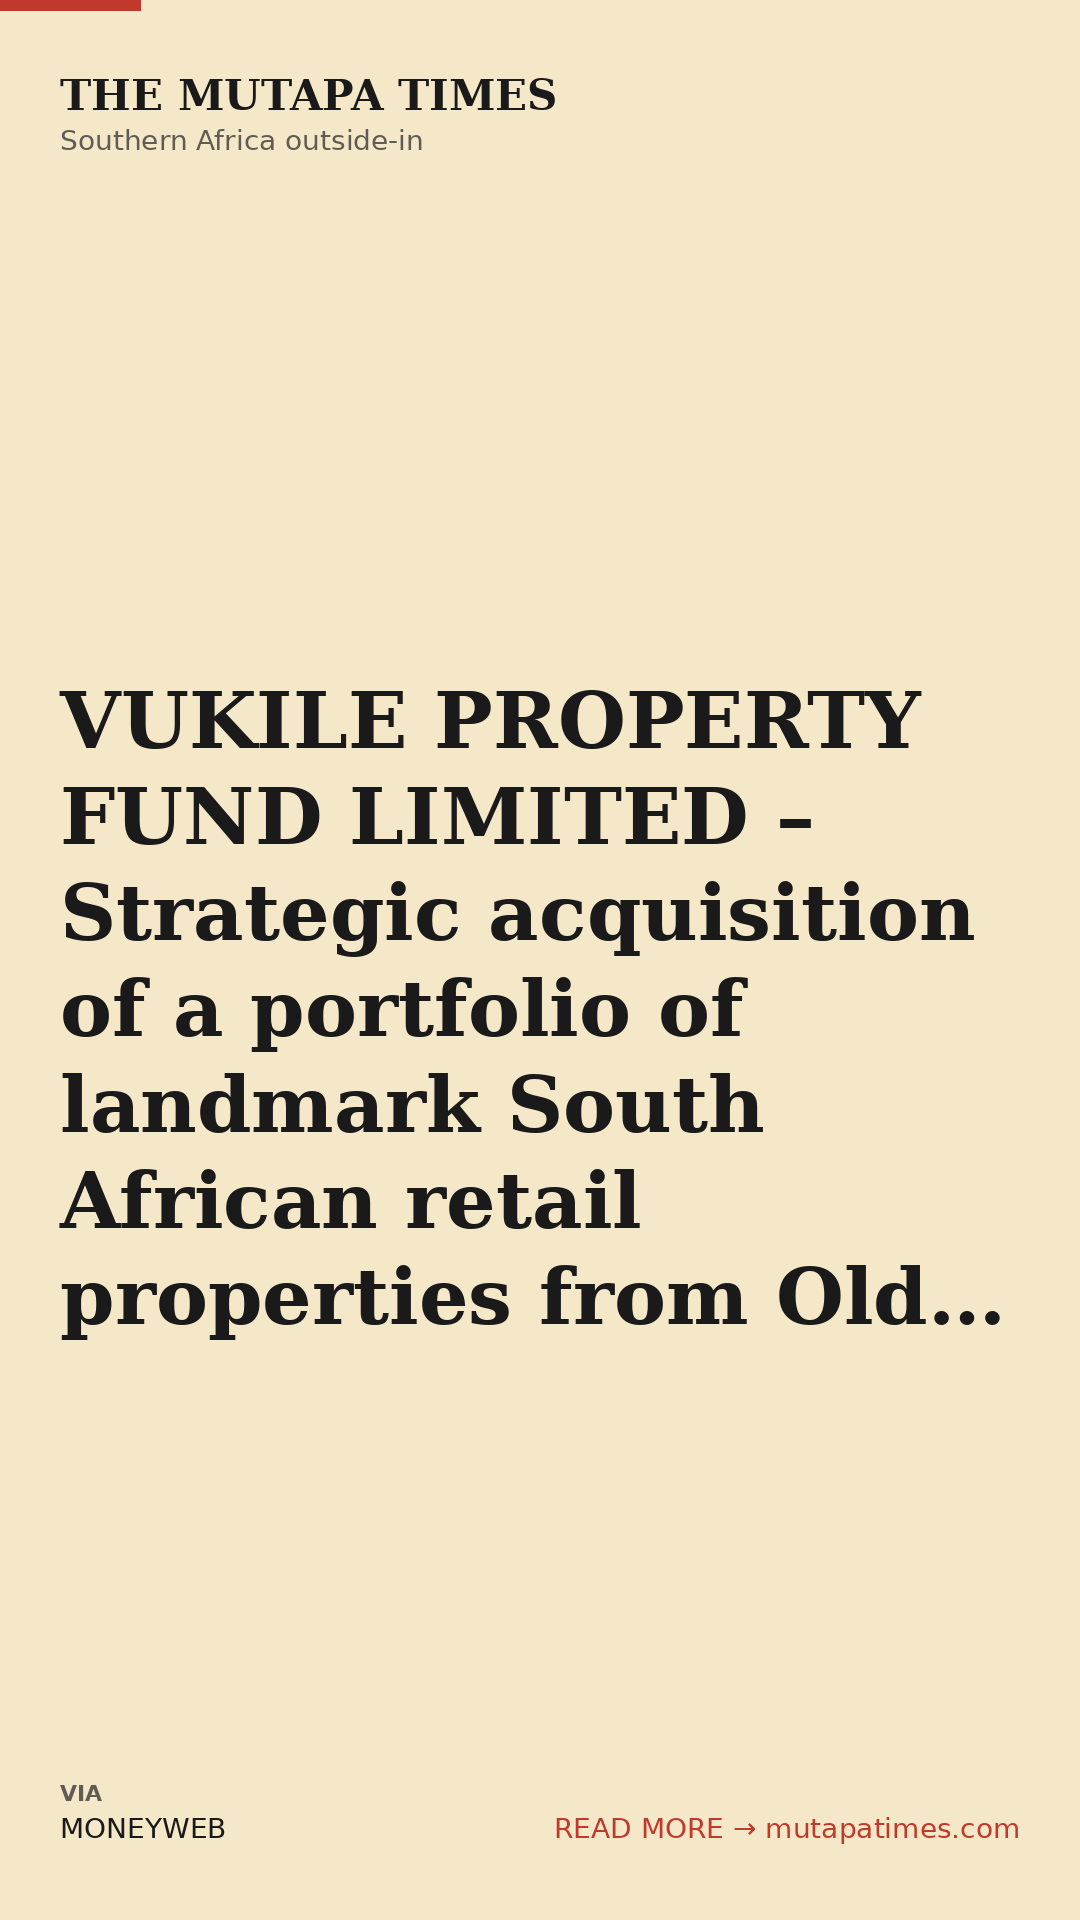 THE MUTAPA TIMES
Southern Africa outside-in
VUKILE PROPERTY
FUND LIMITED –
Strategic acquisition
of a portfolio of
landmark South
African retail
properties from Old…
VIA
MONEYWEB
READ MORE → mutapatimes.com